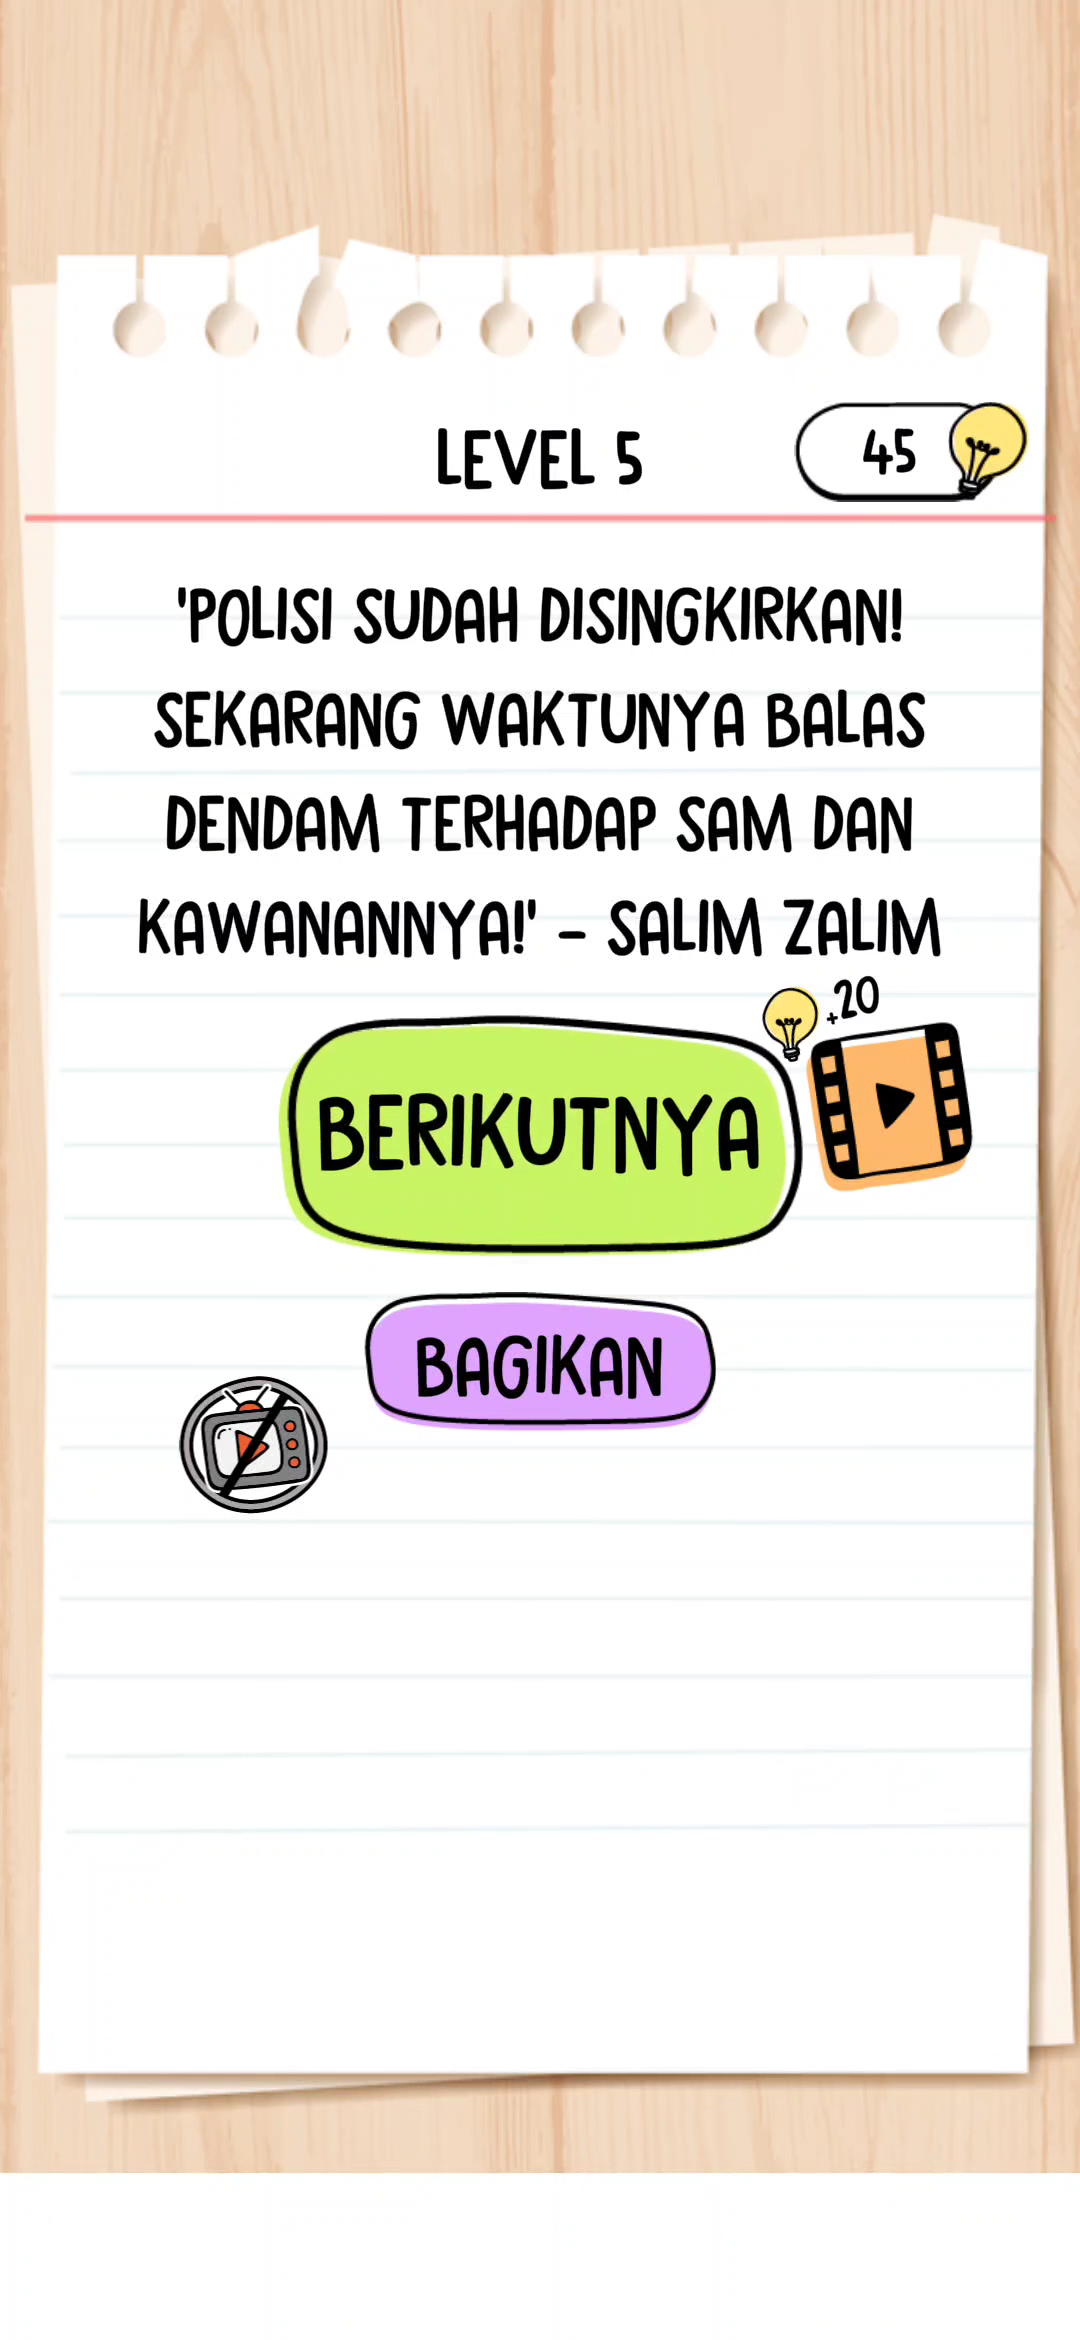 LEVEL 5
45
'POLISI SUDAH DISINGKIRKAN!
SEKARANG WAKTUNYA BALAS
DENDAM TERHADAP SAM DAN
KAWANANNYA!' - SALIM ZALIM
+20
BERIKUTNYA
BAGIKAN